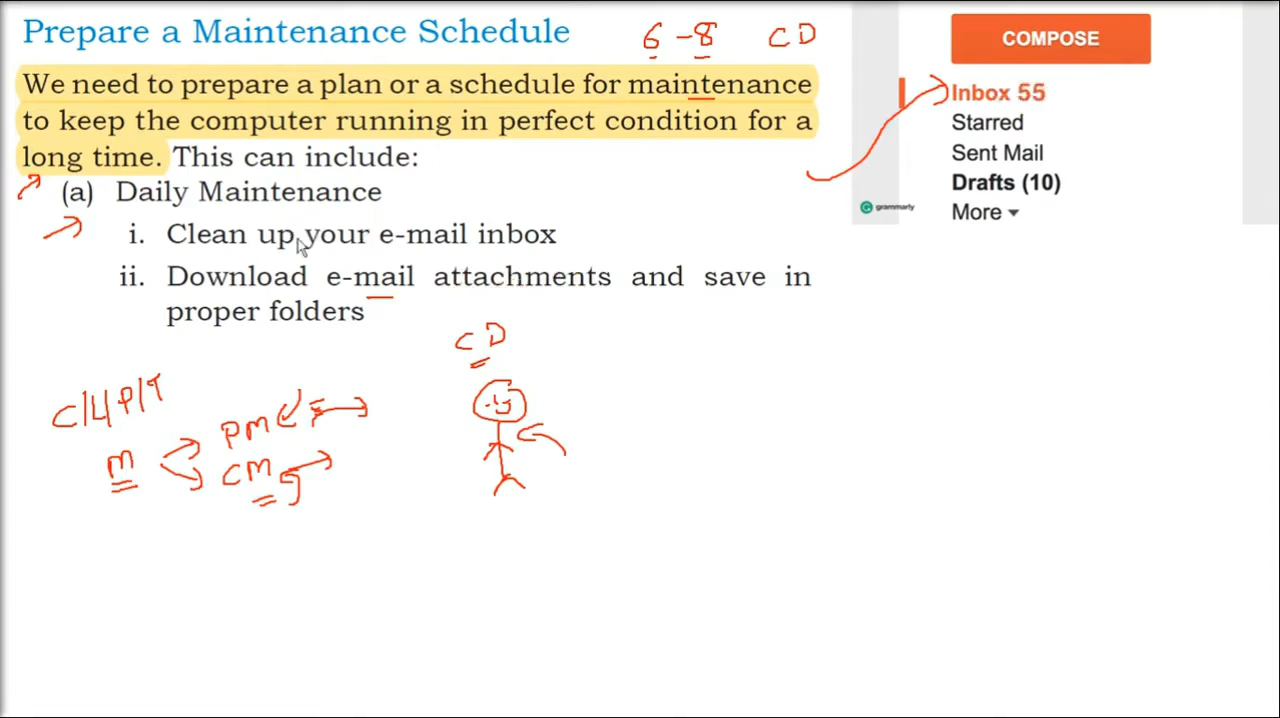 Prepare a Maintenance Schedule
6 - 8 CD
We need to prepare a plan or a schedule for maintenance
to keep the computer running in perfect condition for a
long time. This can include:
(a) Daily Maintenance
i. Clean up your e-mail inbox
ii. Download e-mail attachments and save in
proper folders
CD
C/L/P/T
PM
m
CM
COMPOSE
Inbox 55
Starred
Sent Mail
Drafts (10)
More
grammarly